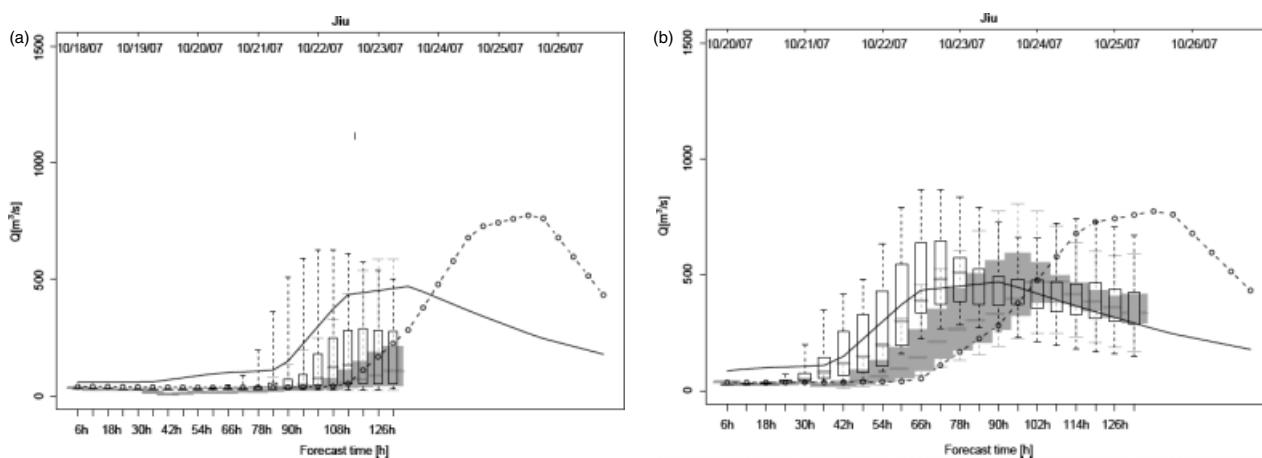 Jiu
(a)
10/18/07 10/19/07 10/20/07 10/21/07 10/22/07 10/23/07 10/24/07 10/25/07 10/26/07
1500
1000
Q[m³/s]
500
0
6h 18h 30h 42h 54h 66h 78h 90h 108h 126h
Forecast time [h]
Jiu
(b)
10/20/07 10/21/07 10/22/07 10/23/07 10/24/07 10/25/07 10/26/07
1500
1000
Q[m³/s]
500
0
6h 18h 30h 42h 54h 66h 78h 90h 102h 114h 126h
Forecast time [h]